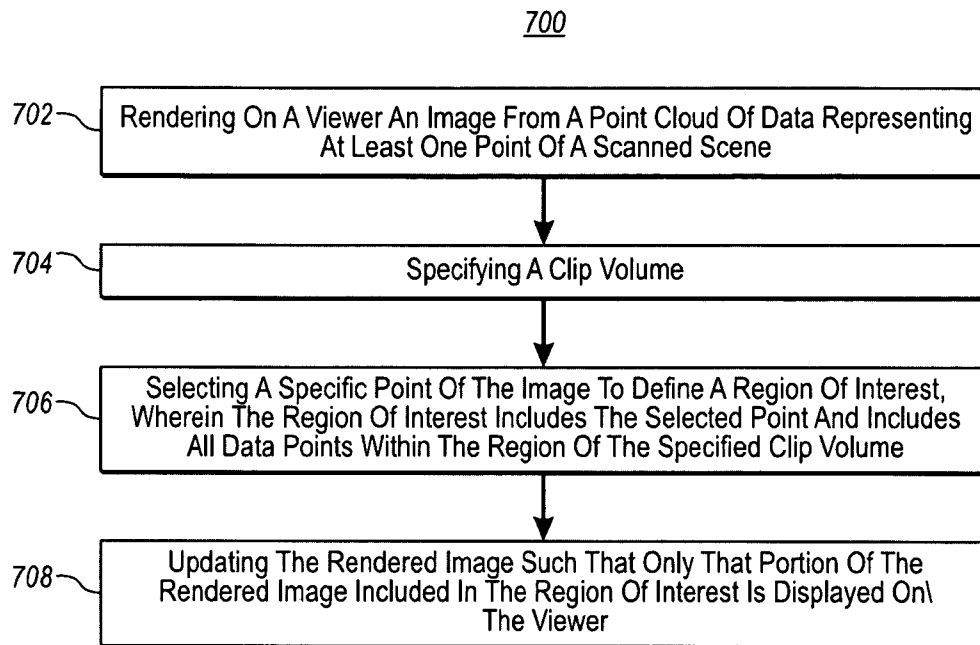 700
702
Rendering On A Viewer An Image From A Point Cloud Of Data Representing
At Least One Point Of A Scanned Scene
704
Specifying A Clip Volume
706
Selecting A Specific Point Of The Image To Define A Region Of Interest,
Wherein The Region Of Interest Includes The Selected Point And Includes
All Data Points Within The Region Of The Specified Clip Volume
708
Updating The Rendered Image Such That Only That Portion Of The
Rendered Image Included In The Region Of Interest Is Displayed On\
The Viewer